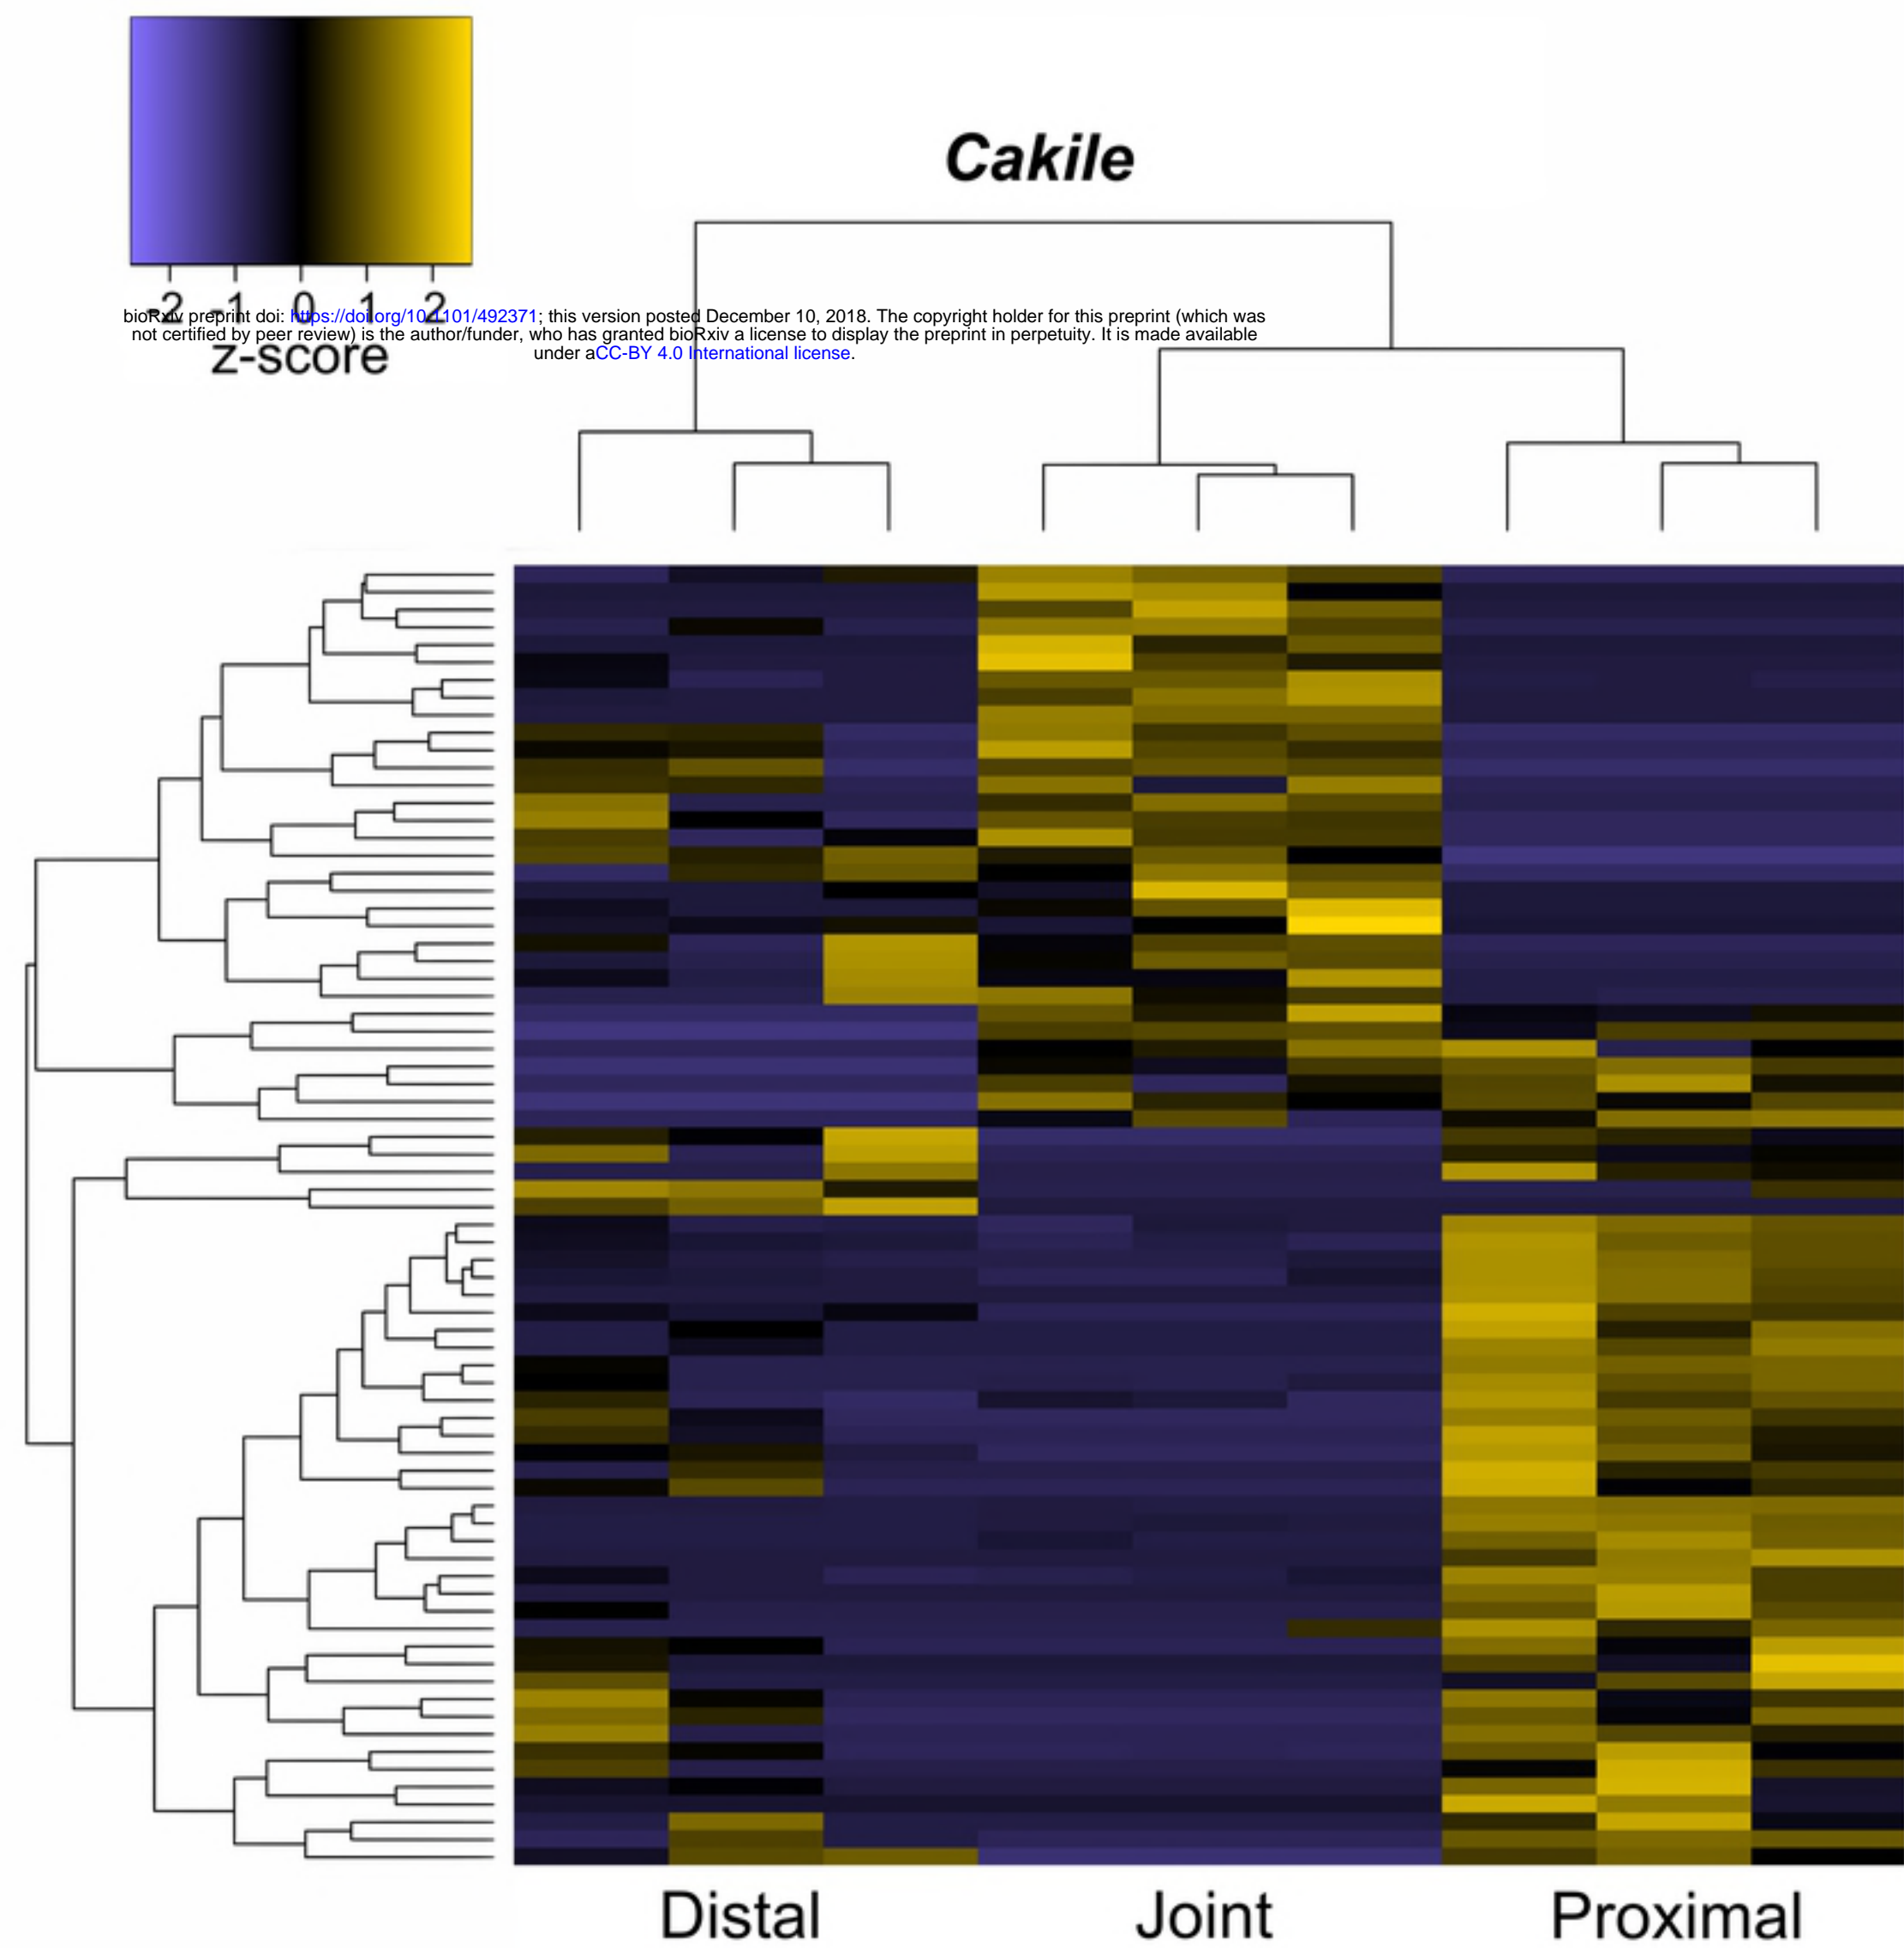 Cakile
-2 -1 0 1 2
bioRxiv preprint doi: https://doi.org/10.1101/492371; this version posted December 10, 2018. The copyright holder for this preprint (which was
not certified by peer review) is the author/funder, who has granted bioRxiv a license to display the preprint in perpetuity. It is made available
under aCC-BY 4.0 International license.
z-score
Distal Joint Proximal